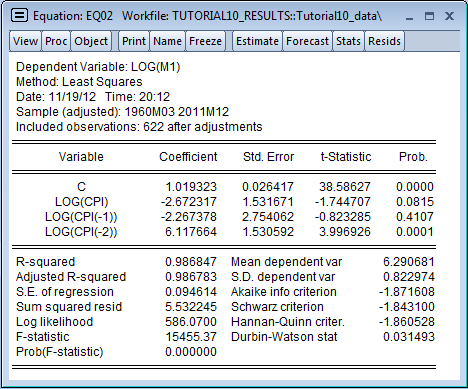 Equation: EQ02 Workfile: TUTORIAL10_RESULTS::Tutorial10_data\
View Proc Object Print Name Freeze Estimate Forecast Stats Resids
Dependent Variable: LOG(M1)
Method: Least Squares
Date: 11/19/12 Time: 20:12
Sample (adjusted): 1960M03 2011M12
Included observations: 622 after adjustments
Variable Coefficient Std. Error t-Statistic Prob.
C 1.019323 0.026417 38.58627 0.0000
LOG(CPI) -2.672317 1.531671 -1.744707 0.0815
LOG(CPI(-1)) -2.267378 2.754062 -0.823285 0.4107
LOG(CPI(-2)) 6.117664 1.530592 3.996926 0.0001
R-squared 0.986847 Mean dependent var 6.290681
Adjusted R-squared 0.986783 S.D. dependent var 0.822974
S.E. of regression 0.094614 Akaike info criterion -1.871608
Sum squared resid 5.532245 Schwarz criterion -1.843100
Log likelihood 586.0700 Hannan-Quinn criter. -1.860528
F-statistic 15455.37 Durbin-Watson stat 0.031493
Prob(F-statistic) 0.000000